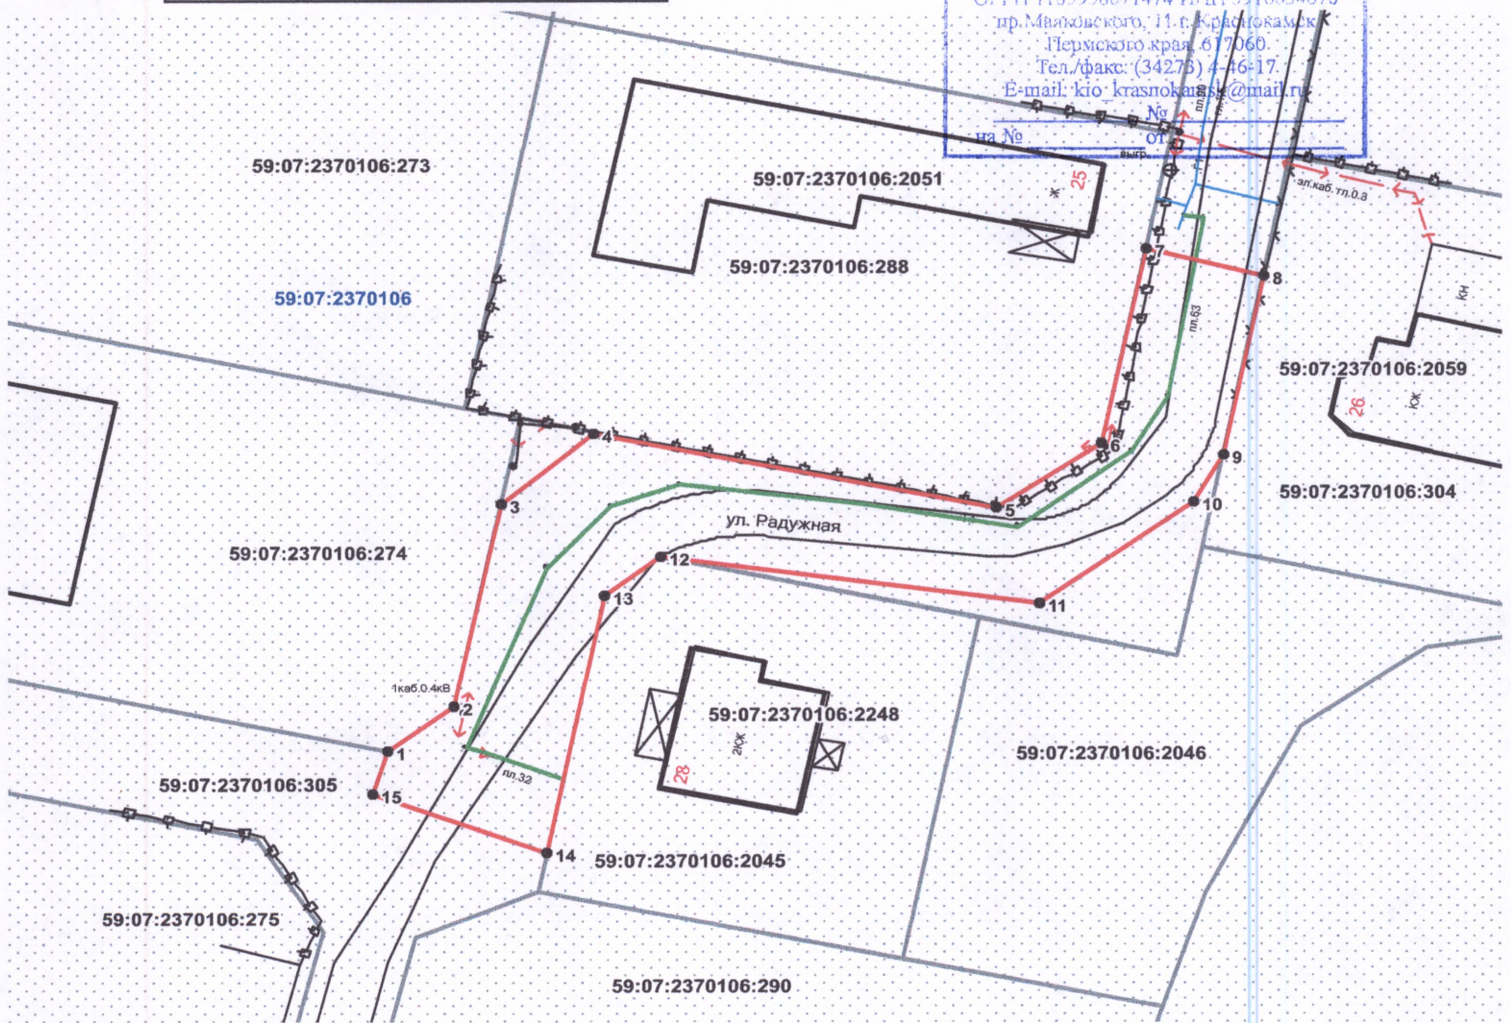 пр.Маяковского, 11 г. Краснокамск
Пермского края, 617060
Тел./факс: (34273) 4-46-17
E-mail: kio_krasnokamsk@mail.ru
№
на № от
выгр.
пл.90
эл.каб.тл.0.3
59:07:2370106:273
59:07:2370106:2051
ж
25
59:07:2370106:288
59:07:2370106
7
8
КН
пл.63
59:07:2370106:2059
26
КЖ
4
6
9
59:07:2370106:304
3
5
10
ул. Радужная
59:07:2370106:274
12
13
11
1каб.0.4кВ
2
59:07:2370106:2248
2КЖ
28
1
59:07:2370106:2046
пл.32
59:07:2370106:305
15
14
59:07:2370106:2045
59:07:2370106:275
59:07:2370106:290